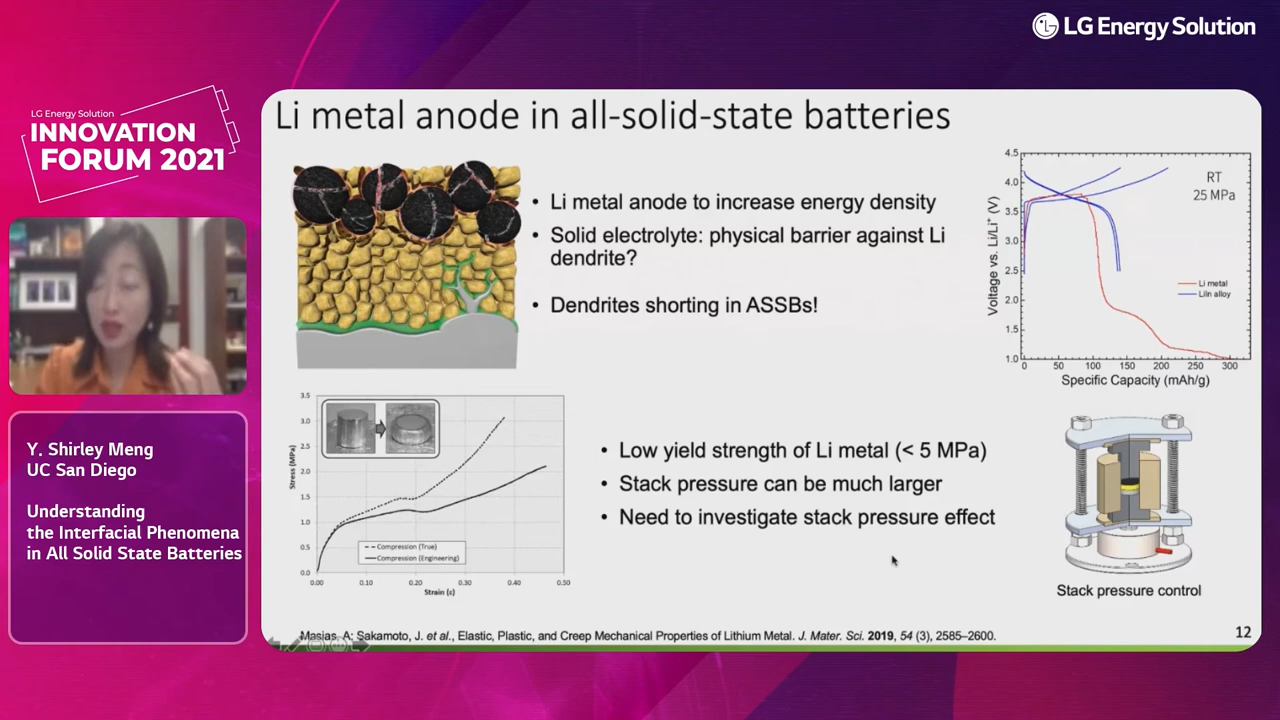 LG Energy Solution
LG Energy Solution
INNOVATION
FORUM 2021
Y. Shirley Meng
UC San Diego
Understanding
the Interfacial Phenomena
in All Solid State Batteries
Li metal anode in all-solid-state batteries
• Li metal anode to increase energy density
• Solid electrolyte: physical barrier against Li
dendrite?
• Dendrites shorting in ASSBs!
4.5
4.0
3.5
3.0
2.5
2.0
1.5
1.0
0 50 100 150 200 250 300
Voltage vs. Li/Li⁺ (V)
Specific Capacity (mAh/g)
RT
25 MPa
Li metal
LiIn alloy
3.5
3.0
2.5
2.0
1.5
1.0
0.5
0.0
0.00 0.10 0.20 0.30 0.40 0.50
Stress (MPa)
Strain (ε)
Compression (True)
Compression (Engineering)
• Low yield strength of Li metal (< 5 MPa)
• Stack pressure can be much larger
• Need to investigate stack pressure effect
Stack pressure control
Masias, A; Sakamoto, J. et al., Elastic, Plastic, and Creep Mechanical Properties of Lithium Metal. J. Mater. Sci. 2019, 54 (3), 2585–2600.
12